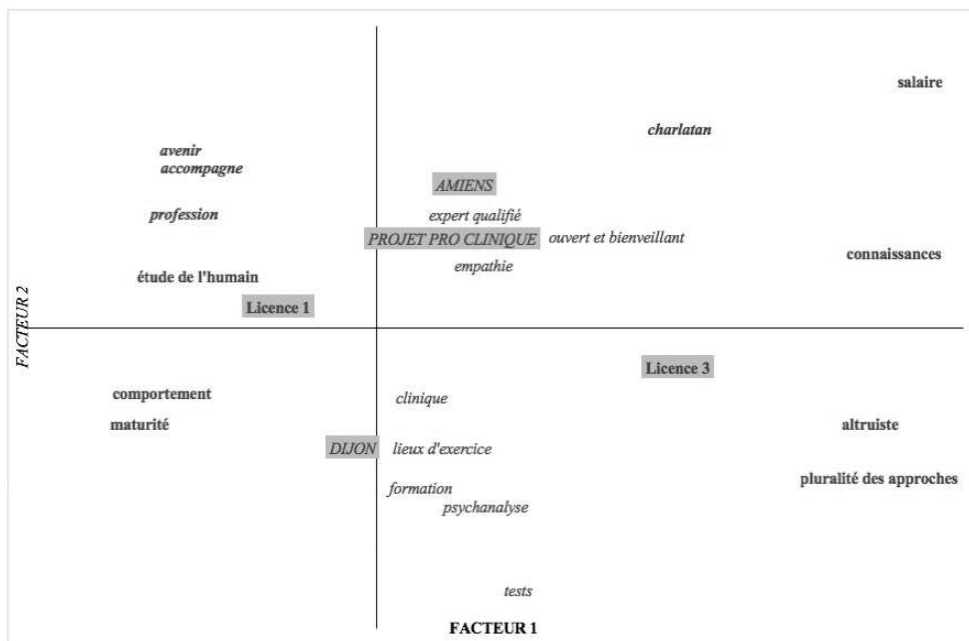 salaire
charlatan
avenir
accompagne
AMIENS
profession
expert qualifié
PROJET PRO CLINIQUE
ouvert et bienveillant
connaissances
empathie
étude de l'humain
Licence 1
FACTEUR 2
Licence 3
comportement
clinique
maturité
altruiste
DIJON
lieux d'exercice
pluralité des approches
formation
psychanalyse
tests
FACTEUR 1